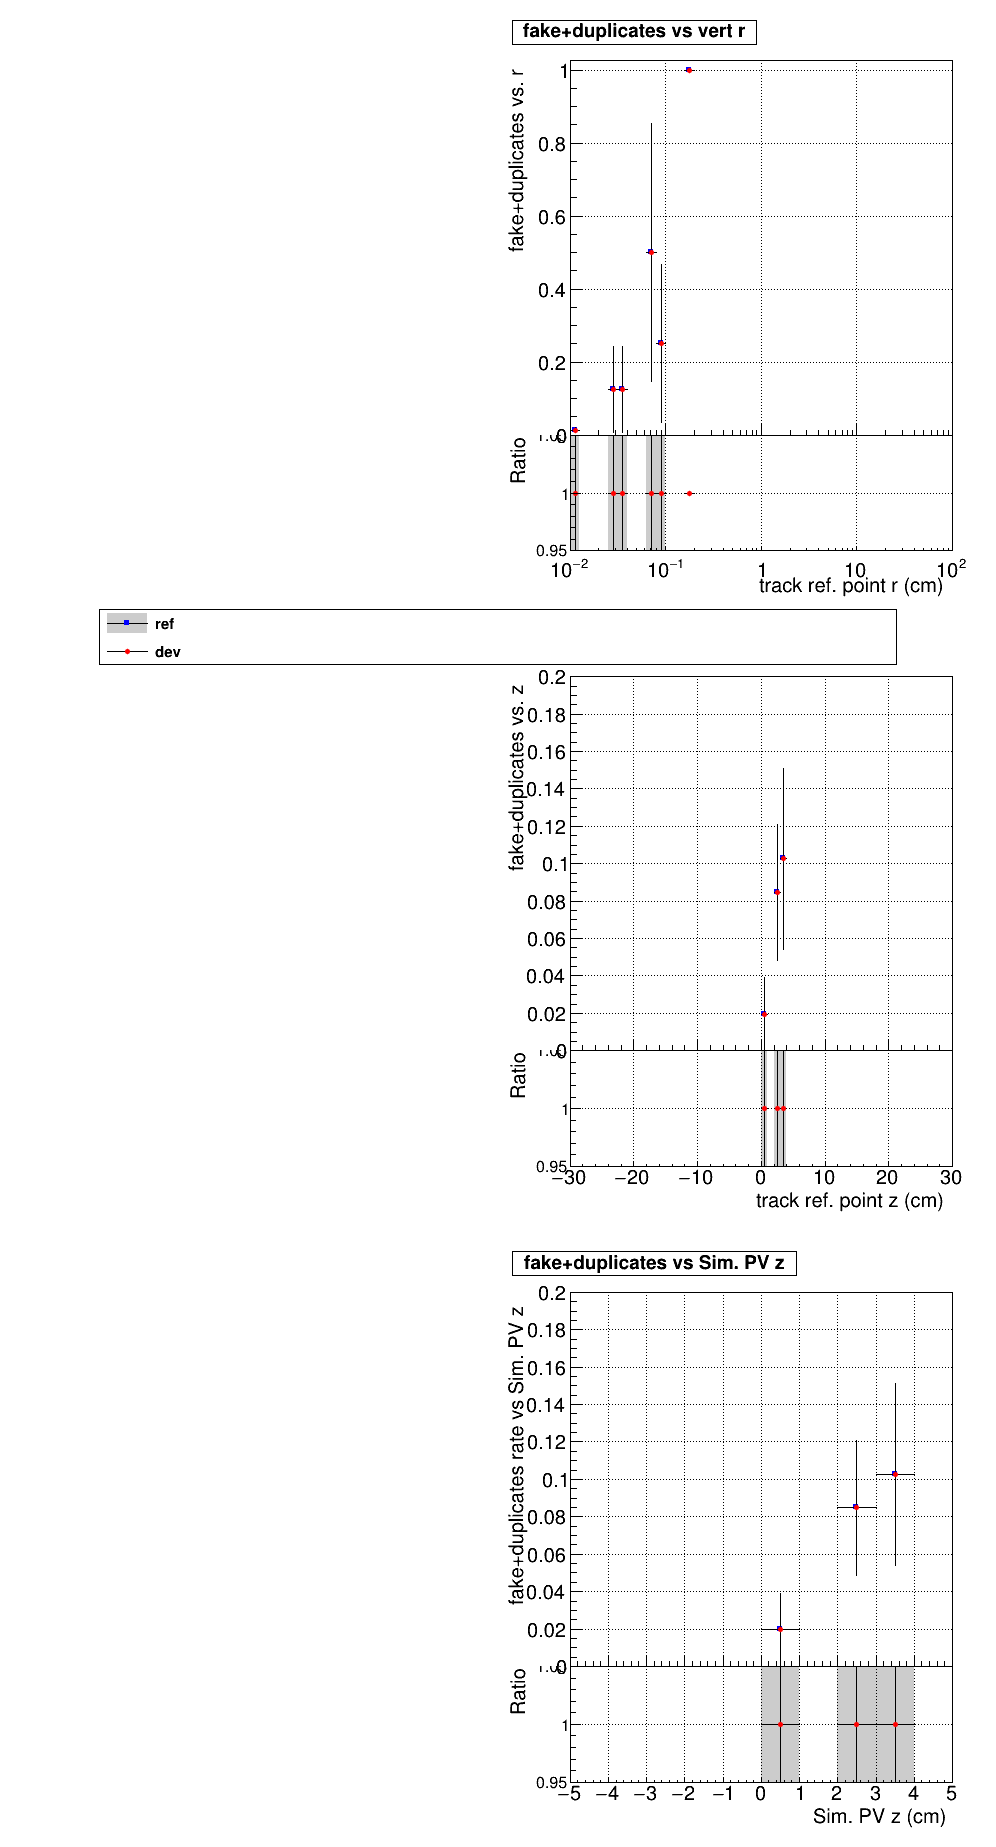 fake+duplicates vs vert r
fake+duplicates vs. r
1
0.8
0.6
0.4
0.2
0
Ratio
1
0.95
10−2
10−1
1
10
102
track ref. point r (cm)
ref
dev
fake+duplicates vs. z
0.2
0.18
0.16
0.14
0.12
0.1
0.08
0.06
0.04
0.02
0
Ratio
1
0.95
−30 −20 −10 0 10 20 30
track ref. point z (cm)
fake+duplicates vs Sim. PV z
fake+duplicates rate vs Sim. PV z
0.2
0.18
0.16
0.14
0.12
0.1
0.08
0.06
0.04
0.02
0
Ratio
1
0.95
−5 −4 −3 −2 −1 0 1 2 3 4 5
Sim. PV z (cm)